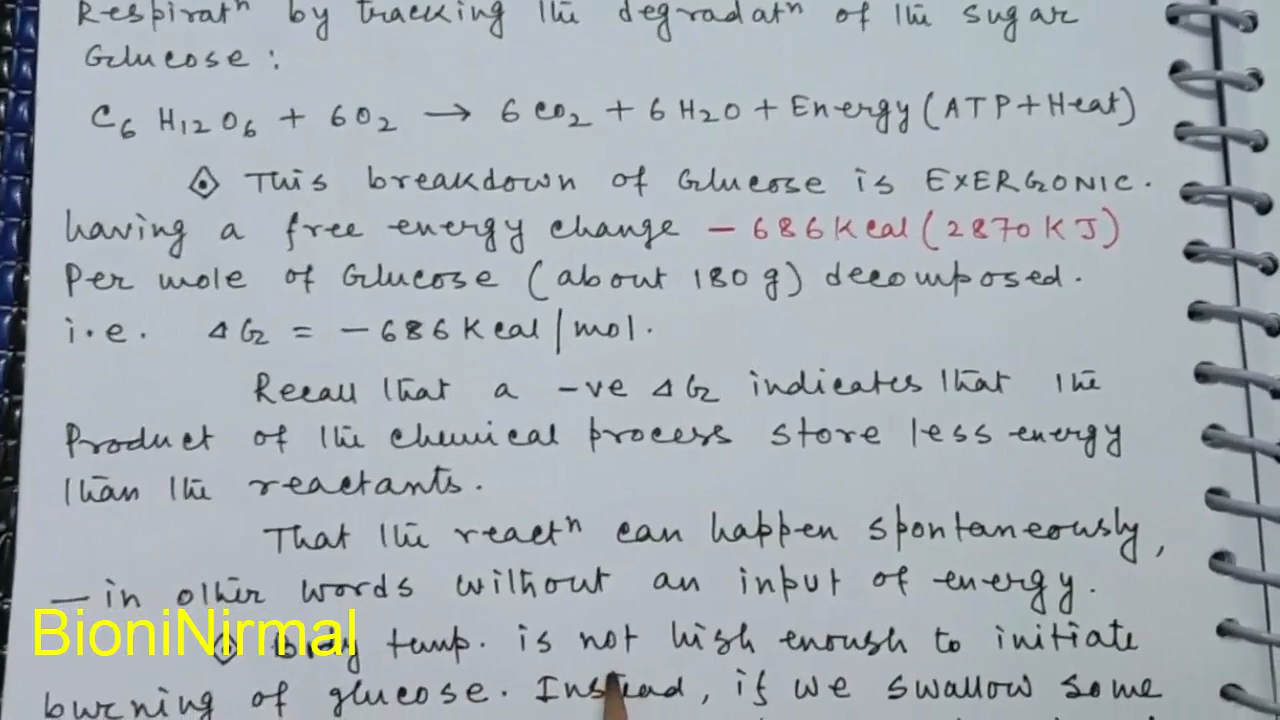 Respiratⁿ by tracking the degradatⁿ of the sugar
Glucose :
C₆ H₁₂ O₆ + 6O₂ → 6 CO₂ + 6 H₂O + Energy (ATP + Heat)
This breakdown of Glucose is EXERGONIC.
having a free energy change – 686 Kcal (2870 KJ)
Per mole of Glucose (about 180 g) decomposed.
i.e. ΔG = – 686 Kcal/mol.
Recall that a -ve ΔG indicates that the
Product of the chemical process store less energy
than the reactants.
That the reactⁿ can happen spontaneously,
– in other words without an input of energy.
BioniNirmal
Body temp. is not high enough to initiate
burning of glucose. Instead, if we swallow some